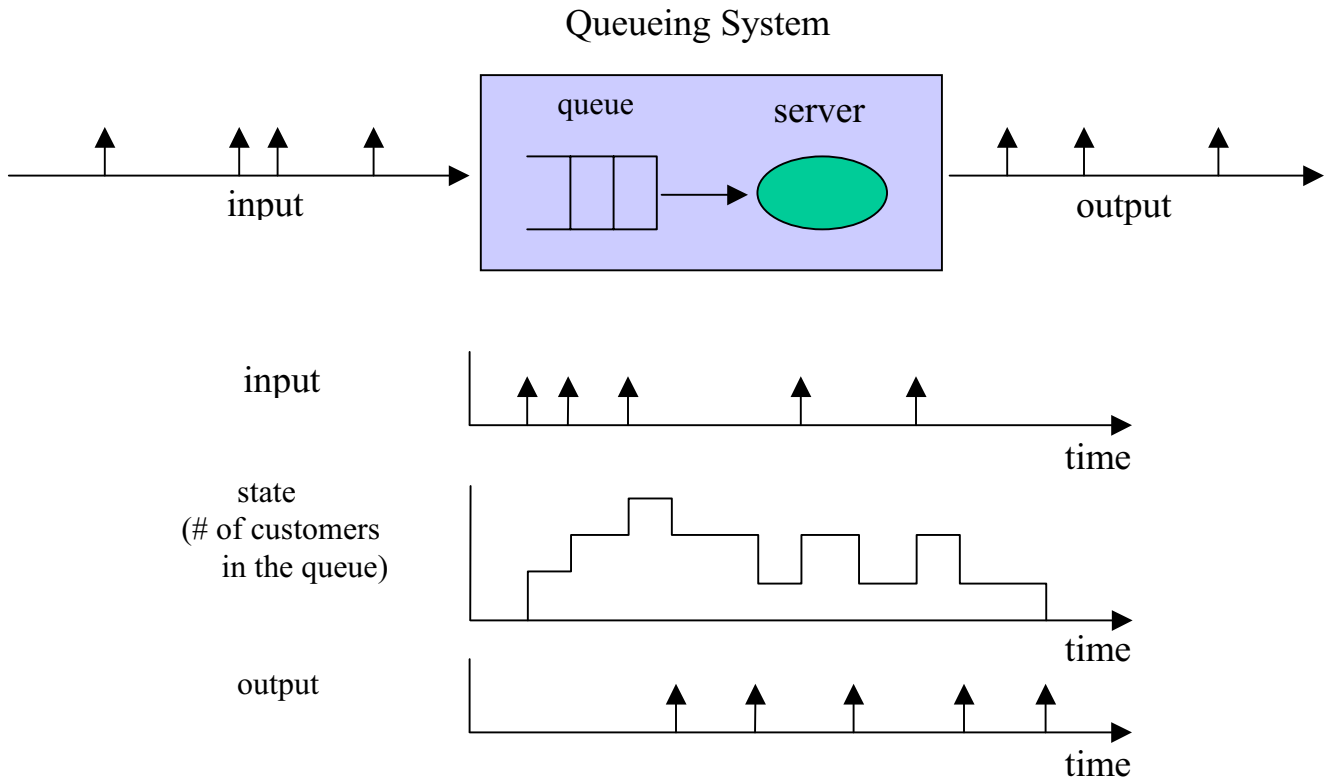 Queueing System
queue
server
input
output
input
time
state
(# of customers
in the queue)
time
output
time